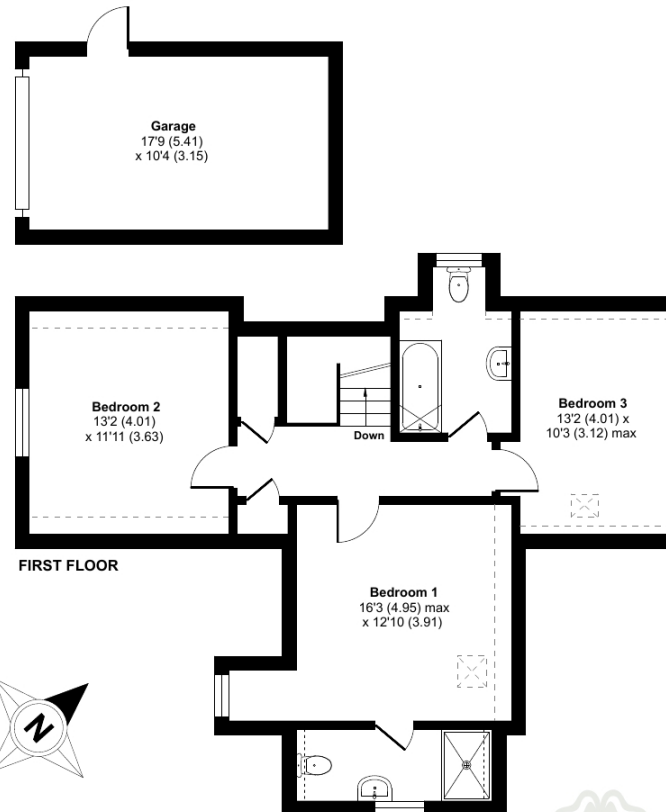 Garage
17'9 (5.41)
x 10'4 (3.15)
Bedroom 2
13'2 (4.01)
x 11'11 (3.63)
Down
Bedroom 3
13'2 (4.01) x
10'3 (3.12) max
FIRST FLOOR
Bedroom 1
16'3 (4.95) max
x 12'10 (3.91)
N